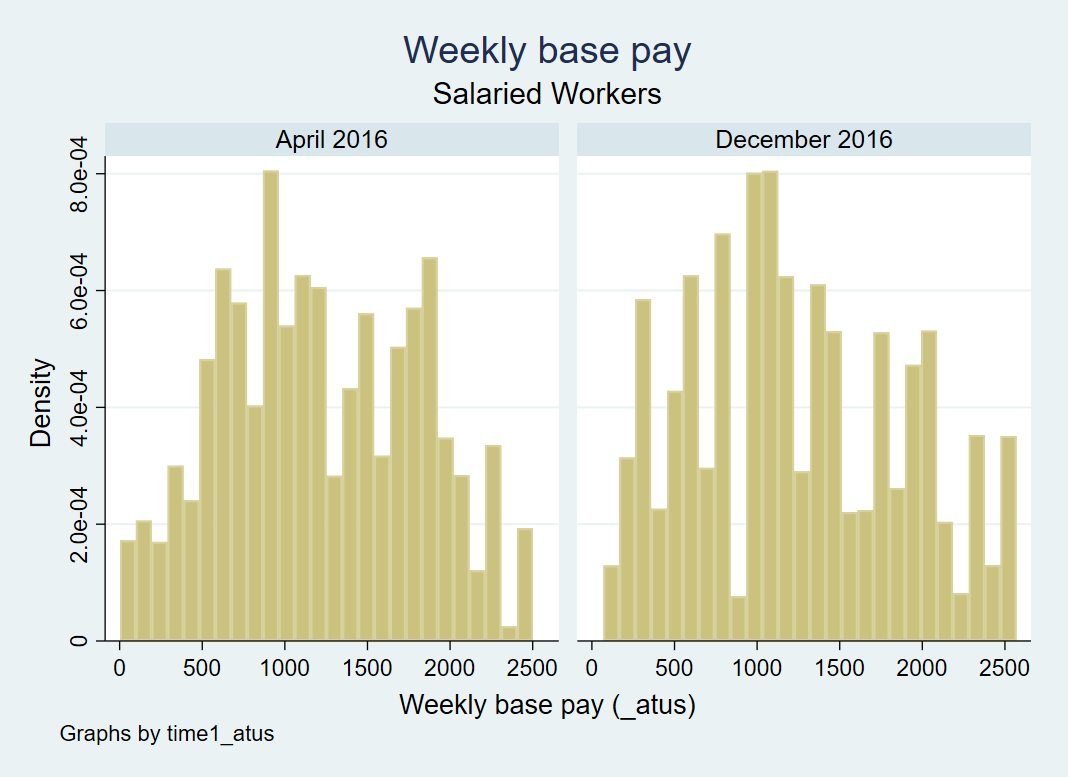 Weekly base pay
Salaried Workers
April 2016
December 2016
Density
8.0e-04
6.0e-04
4.0e-04
2.0e-04
0
0 500 1000 1500 2000 2500
0 500 1000 1500 2000 2500
Weekly base pay (_atus)
Graphs by time1_atus